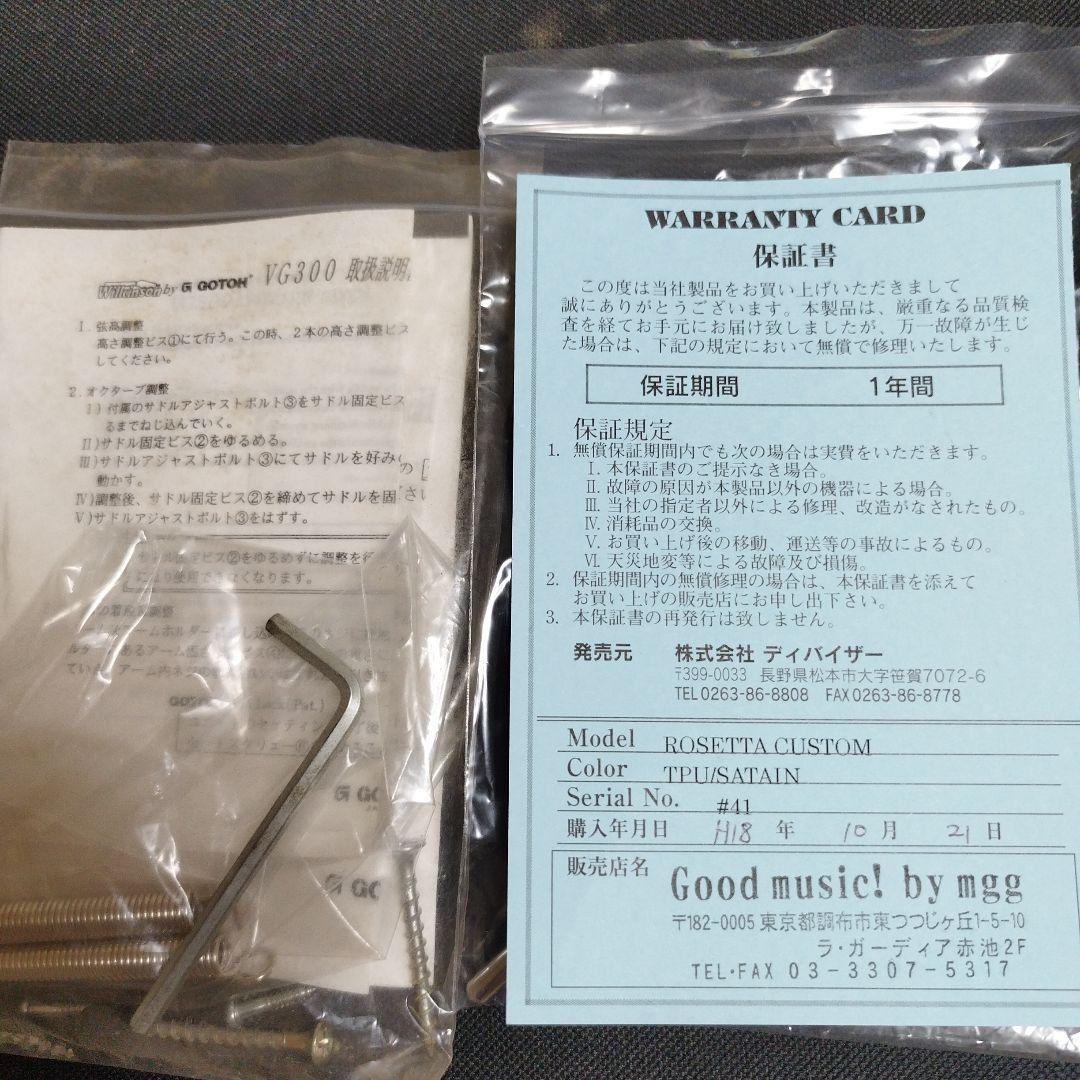 Wilkinson by G GOTOH VG300 取扱説明
1. 弦高調整
高さ調整ビス①にて行う。この時、2本の高さ調整ビス
してください。
2. オクターブ調整
I) 付属のサドルアジャストボルト③をサドル固定ビス
るまでねじ込んでいく。
II)サドル固定ビス②をゆるめる。
III)サドルアジャストボルト③にてサドルを好み
動かす。
IV)調整後、サドル固定ビス②を締めてサドルを固
V)サドルアジャストボルト③をはずす。
ビス②をゆるめずに調整を
使用できなくなります。
G GO
G GO
WARRANTY CARD
保証書
この度は当社製品をお買い上げいただきまして
誠にありがとうございます。本製品は、厳重なる品質検
査を経てお手元にお届け致しましたが、万一故障が生じ
た場合は、下記の規定において無償で修理いたします。
保証期間 1年間
保証規定
1. 無償保証期間内でも次の場合は実費をいただきます。
I. 本保証書のご提示なき場合。
II. 故障の原因が本製品以外の機器による場合。
III. 当社の指定者以外による修理、改造がなされたもの。
IV. 消耗品の交換。
V. お買い上げ後の移動、運送等の事故によるもの。
VI. 天災地変等による故障及び損傷。
2. 保証期間内の無償修理の場合は、本保証書を添えて
お買い上げの販売店にお申し出下さい。
3. 本保証書の再発行は致しません。
発売元 株式会社 ディバイザー
〒399-0033 長野県松本市大字笹賀7072-6
TEL0263-86-8808 FAX0263-86-8778
Model ROSETTA CUSTOM
Color TPU/SATAIN
Serial No. #41
購入年月日 H18 年 10 月 21 日
販売店名 Good music! by mgg
〒182-0005 東京都調布市東つつじヶ丘1-5-10
ラ・ガーディア赤池2F
TEL・FAX 03-3307-5317